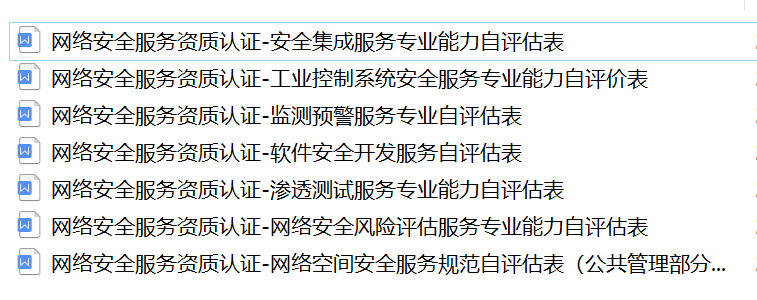 网络安全服务资质认证-安全集成服务专业能力自评估表
网络安全服务资质认证-工业控制系统安全服务专业能力自评价表
网络安全服务资质认证-监测预警服务专业自评估表
网络安全服务资质认证-软件安全开发服务自评估表
网络安全服务资质认证-渗透测试服务专业能力自评估表
网络安全服务资质认证-网络安全风险评估服务专业能力自评估表
网络安全服务资质认证-网络空间安全服务规范自评估表（公共管理部分...